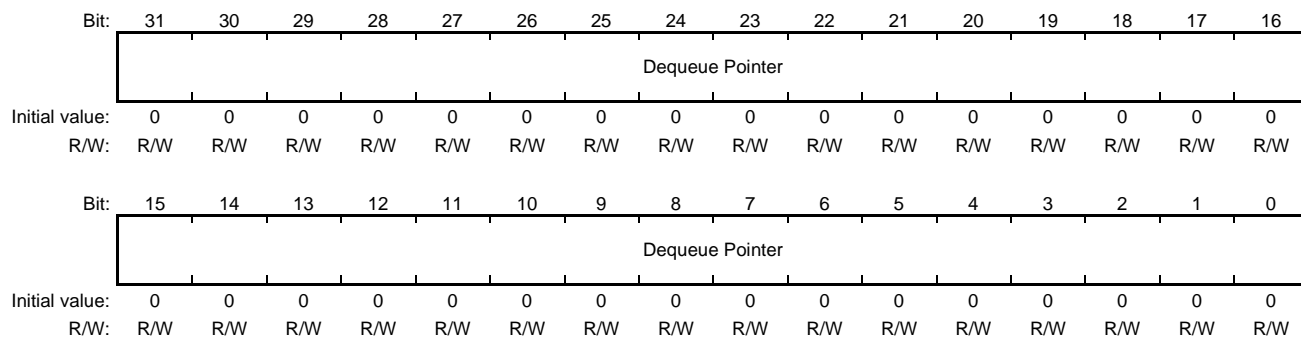 Bit: 31 30 29 28 27 26 25 24 23 22 21 20 19 18 17 16
Dequeue Pointer
Initial value: 0 0 0 0 0 0 0 0 0 0 0 0 0 0 0 0
R/W: R/W R/W R/W R/W R/W R/W R/W R/W R/W R/W R/W R/W R/W R/W R/W R/W
Bit: 15 14 13 12 11 10 9 8 7 6 5 4 3 2 1 0
Dequeue Pointer
Initial value: 0 0 0 0 0 0 0 0 0 0 0 0 0 0 0 0
R/W: R/W R/W R/W R/W R/W R/W R/W R/W R/W R/W R/W R/W R/W R/W R/W R/W